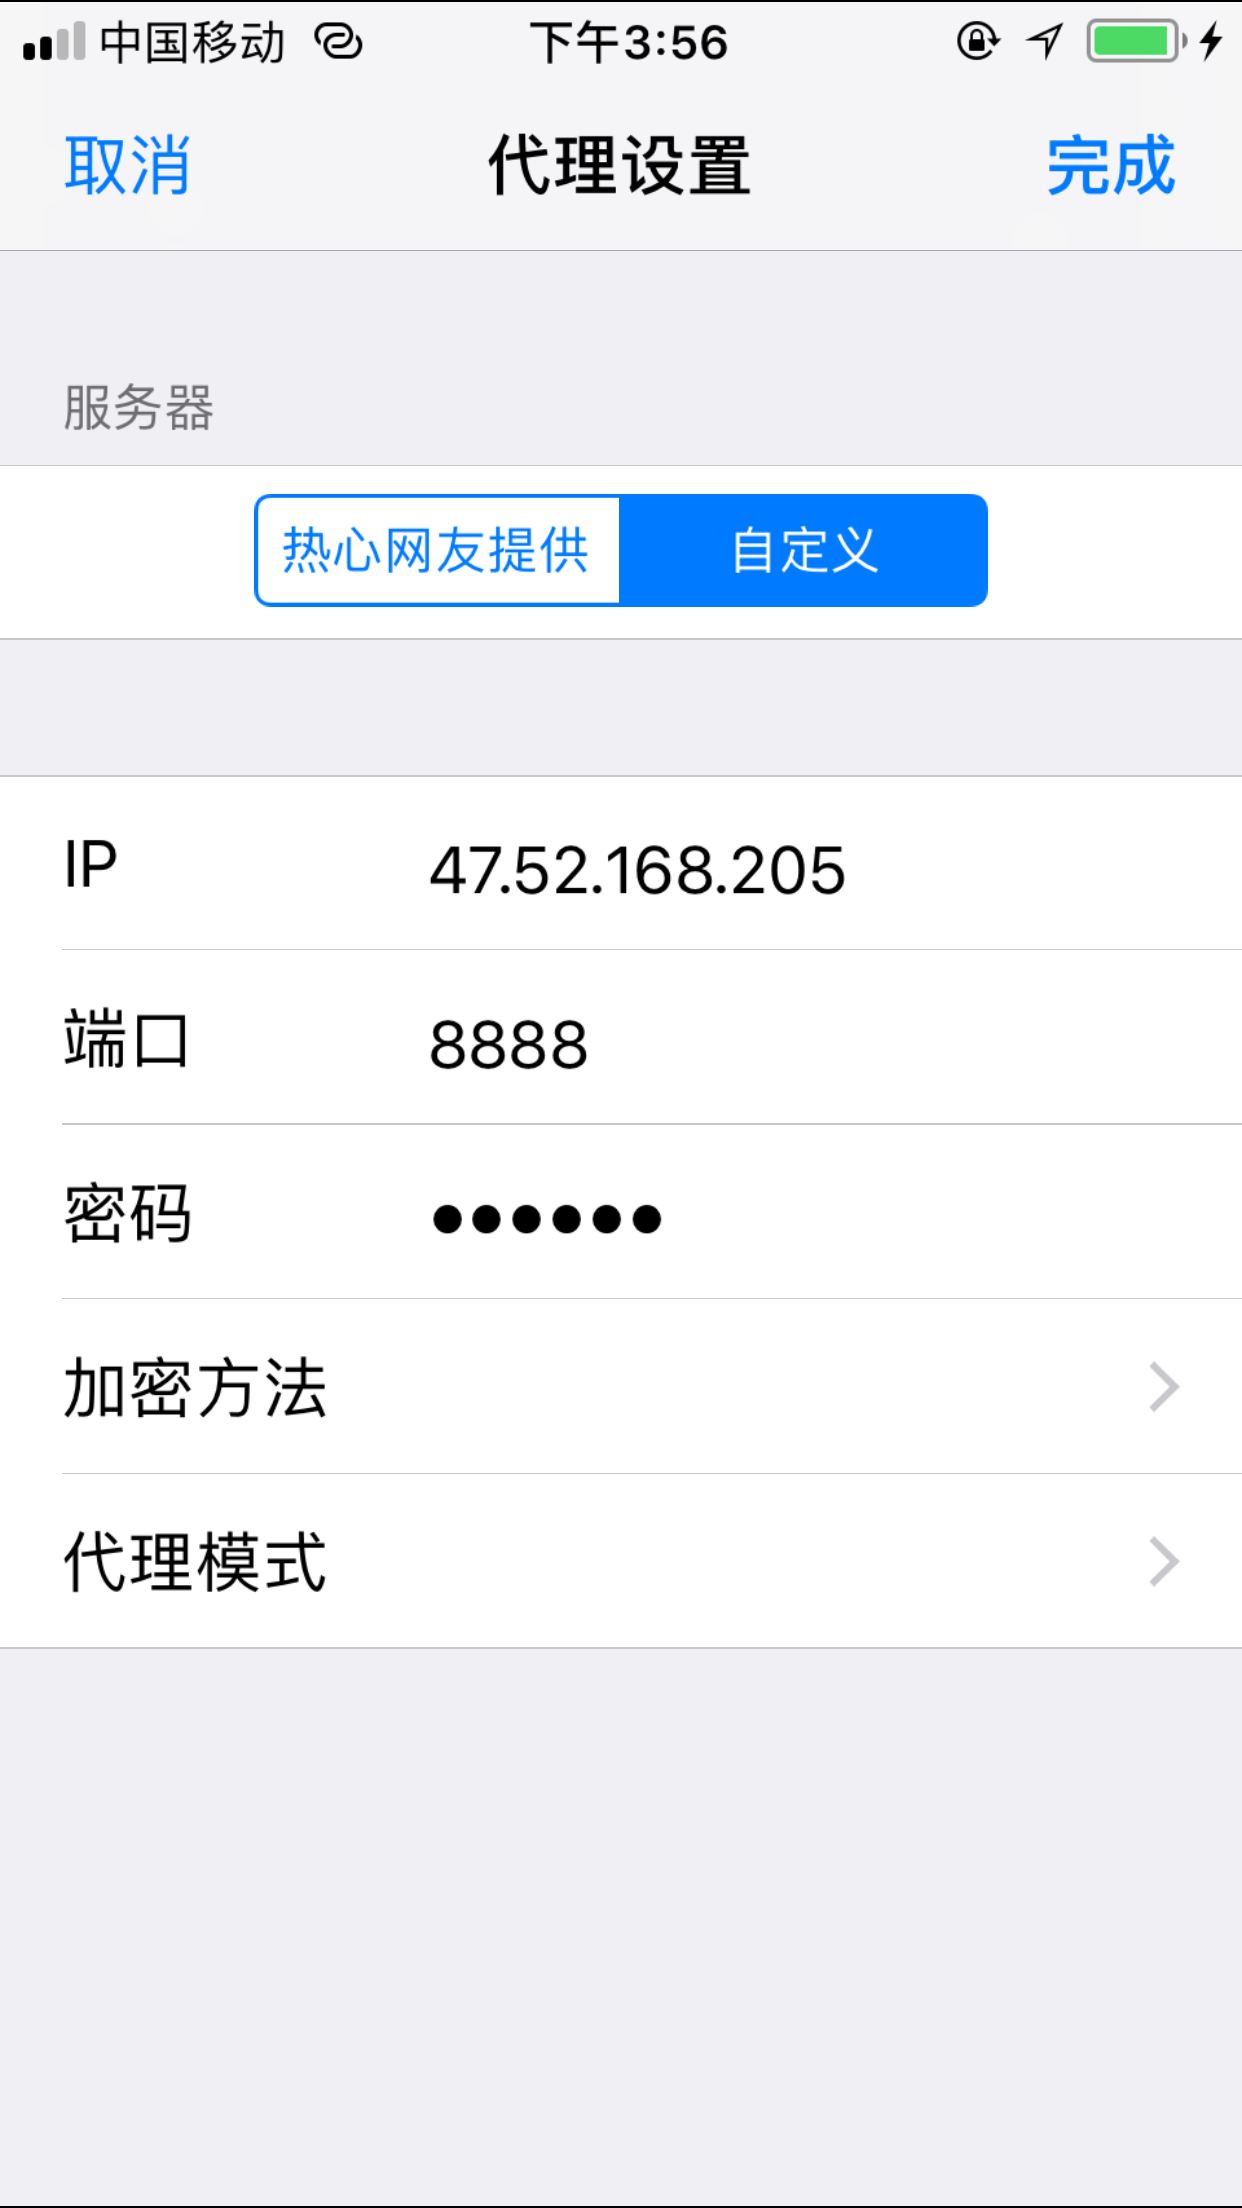 中国移动 下午3:56
取消 代理设置 完成
服务器
热心网友提供 自定义
IP 47.52.168.205
端口 8888
密码 ●●●●●●
加密方法
代理模式